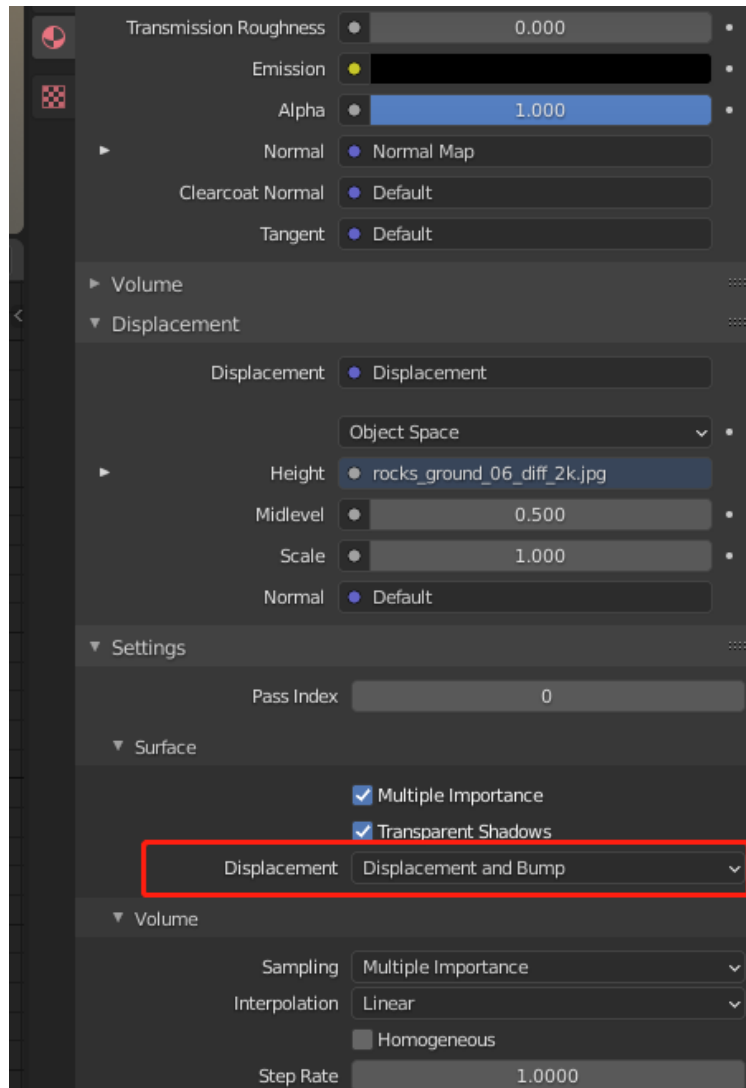 Transmission Roughness 0.000
Emission
Alpha 1.000
Normal Normal Map
Clearcoat Normal Default
Tangent Default
Volume
Displacement
Displacement Displacement
Object Space
Height rocks_ground_06_diff_2k.jpg
Midlevel 0.500
Scale 1.000
Normal Default
Settings
Pass Index 0
Surface
Multiple Importance
Transparent Shadows
Displacement Displacement and Bump
Volume
Sampling Multiple Importance
Interpolation Linear
Homogeneous
Step Rate 1.0000